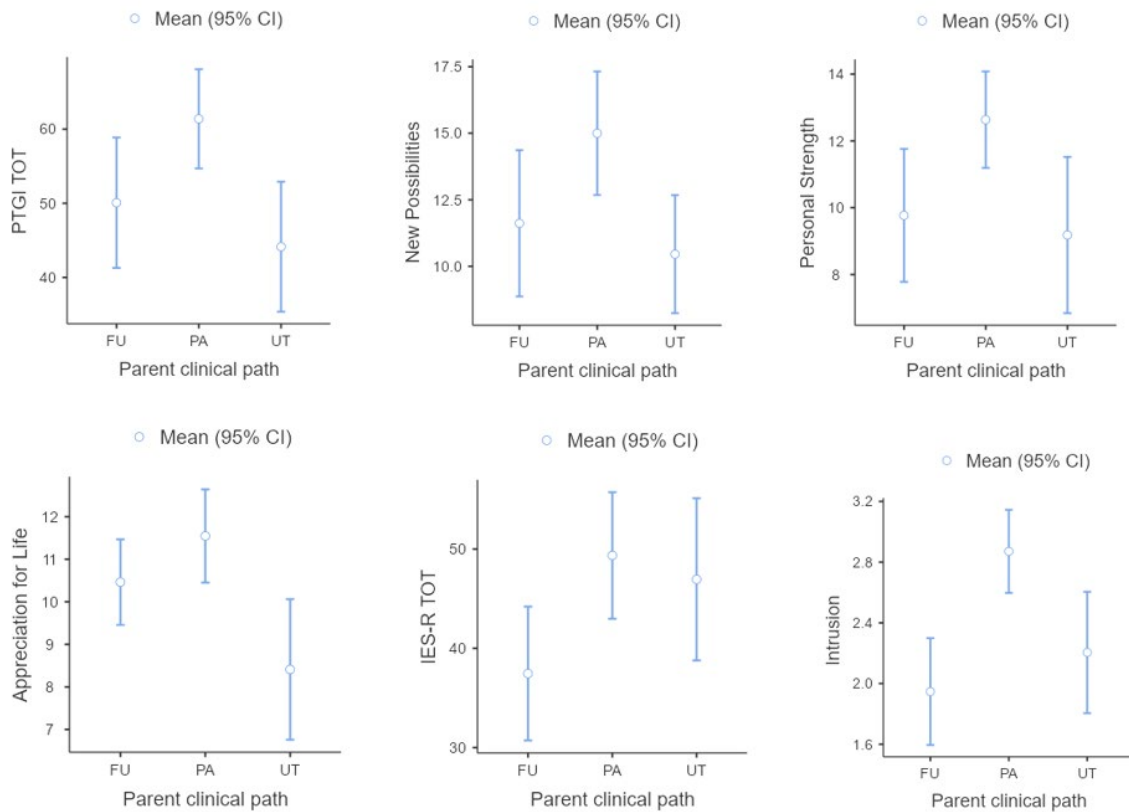 Mean (95% CI)
PTGI TOT
60
50
40
FU PA UT
Parent clinical path
Mean (95% CI)
New Possibilities
17.5
15.0
12.5
10.0
FU PA UT
Parent clinical path
Mean (95% CI)
Personal Strength
14
12
10
8
FU PA UT
Parent clinical path
Mean (95% CI)
Appreciation for Life
12
11
10
9
8
7
FU PA UT
Parent clinical path
Mean (95% CI)
IES-R TOT
50
40
30
FU PA UT
Parent clinical path
Mean (95% CI)
Intrusion
3.2
2.8
2.4
2.0
1.6
FU PA UT
Parent clinical path